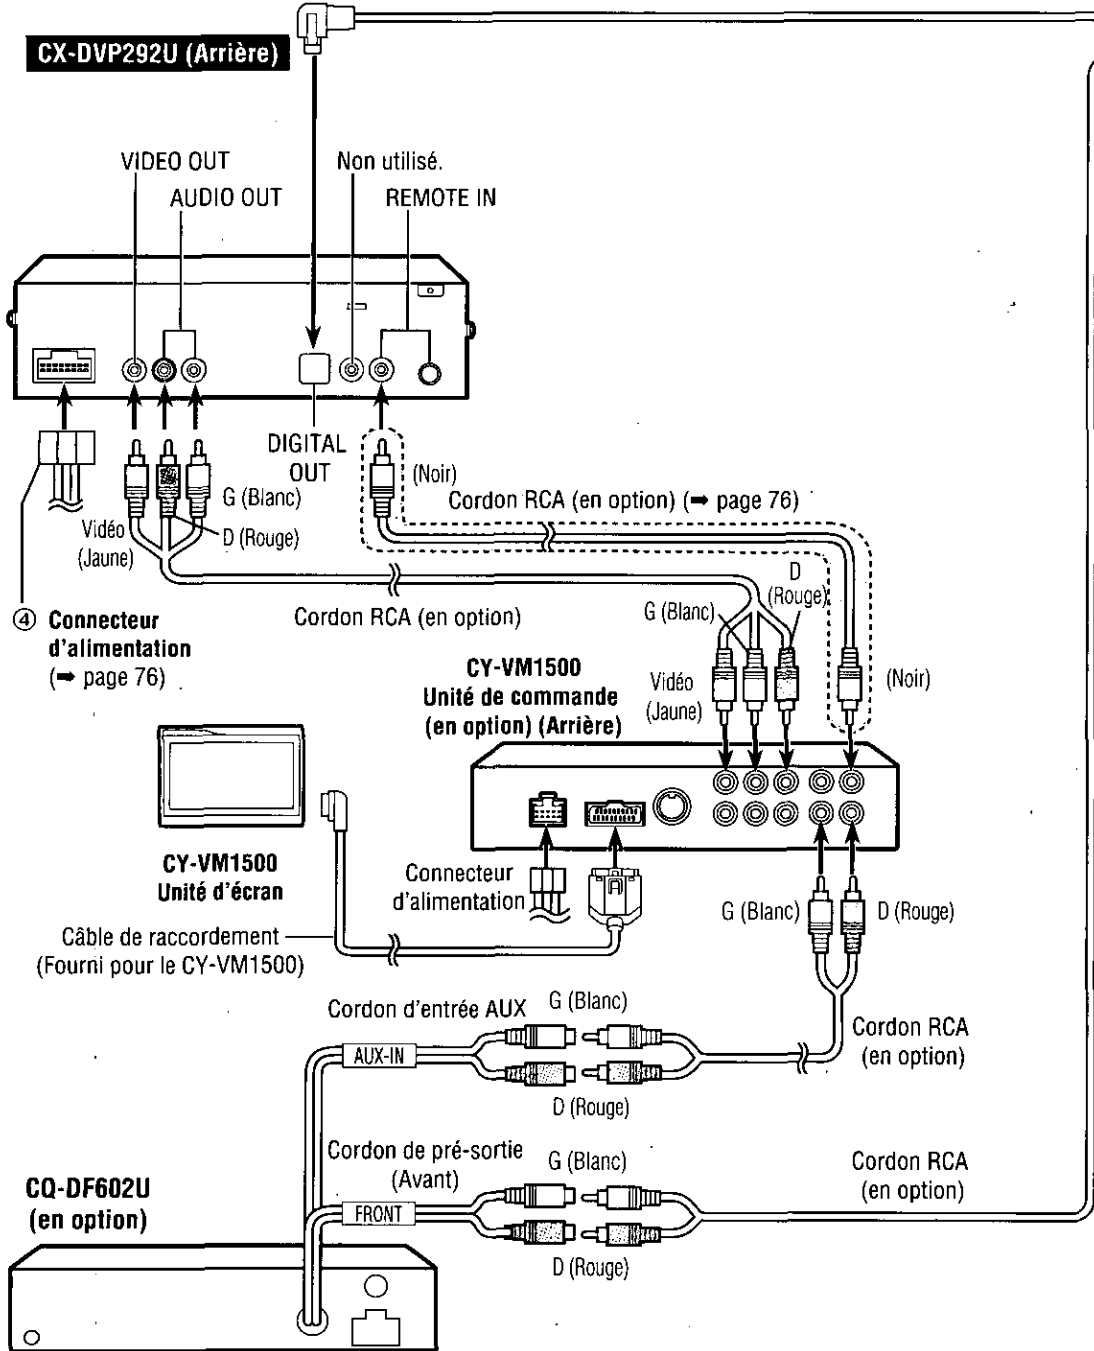 CX-DVP292U (Arrière)
VIDEO OUT
AUDIO OUT
Non utilisé.
REMOTE IN
DIGITAL
OUT
(Noir)
G (Blanc)
Cordon RCA (en option) (➡ page 76)
Vidéo
(Jaune)
D (Rouge)
D
(Rouge)
G (Blanc)
Cordon RCA (en option)
④ Connecteur
d'alimentation
(➡ page 76)
CY-VM1500
Unité de commande
(en option) (Arrière)
Vidéo
(Jaune)
(Noir)
CY-VM1500
Unité d'écran
Connecteur
d'alimentation
G (Blanc)
D (Rouge)
Câble de raccordement
(Fourni pour le CY-VM1500)
Cordon d'entrée AUX
G (Blanc)
AUX-IN
Cordon RCA
(en option)
D (Rouge)
Cordon de pré-sortie
(Avant)
G (Blanc)
Cordon RCA
(en option)
CQ-DF602U
(en option)
FRONT
D (Rouge)